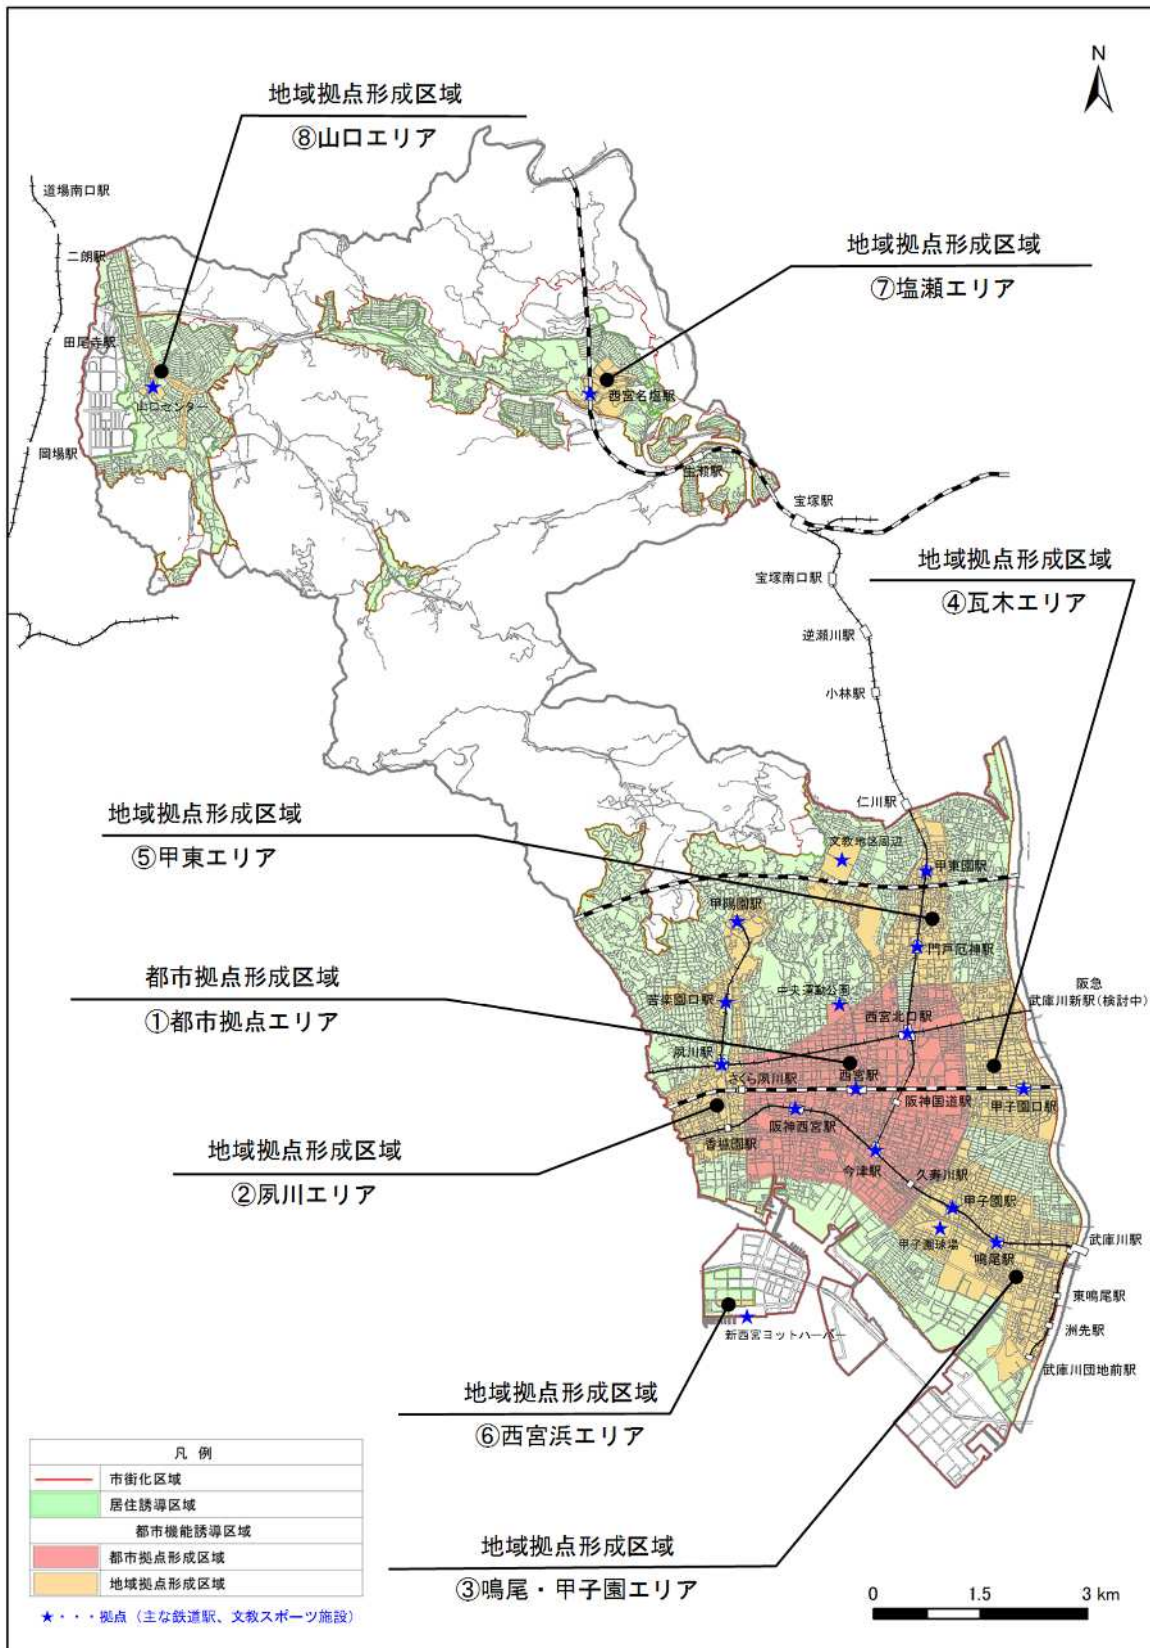 N
地域拠点形成区域
⑧山口エリア
道場南口駅
二郎駅
地域拠点形成区域
⑦塩瀬エリア
田尾寺駅
山口センター
西宮名塩駅
岡場駅
生瀬駅
宝塚駅
地域拠点形成区域
④瓦木エリア
宝塚南口駅
逆瀬川駅
小林駅
仁川駅
地域拠点形成区域
⑤甲東エリア
文教地区周辺
甲東園駅
甲陽園駅
門戸厄神駅
都市拠点形成区域
①都市拠点エリア
苦楽園口駅
中央運動公園
阪急
武庫川新駅(検討中)
西宮北口駅
夙川駅
さくら夙川駅
西宮駅
阪神国道駅
甲子園口駅
阪神西宮駅
香櫨園駅
地域拠点形成区域
②夙川エリア
今津駅
久寿川駅
甲子園駅
甲子園球場
鳴尾駅
武庫川駅
東鳴尾駅
洲先駅
新西宮ヨットハーバー
武庫川団地前駅
地域拠点形成区域
⑥西宮浜エリア
凡 例
市街化区域
居住誘導区域
都市機能誘導区域
都市拠点形成区域
地域拠点形成区域
★・・・拠点（主な鉄道駅、文教スポーツ施設）
地域拠点形成区域
③鳴尾・甲子園エリア
0 1.5 3 km